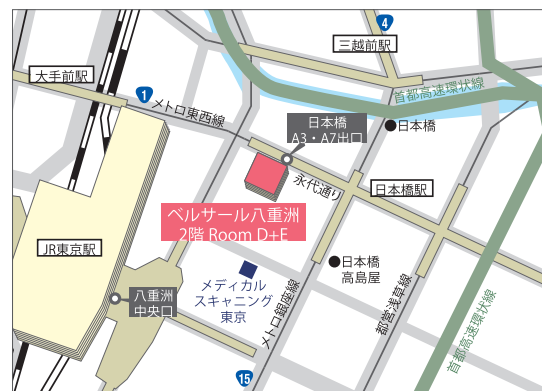 4
三越前駅
大手前駅
1
首都高速環状線
メトロ東西線
日本橋
A3・A7出口
日本橋
永代通り
日本橋駅
ベルサール八重洲
2階 Room D+E
JR東京駅
日本橋
高島屋
メディカル
スキャニング
東京
メトロ銀座線
都営浅草線
八重洲
中央口
首都高速環状線
15